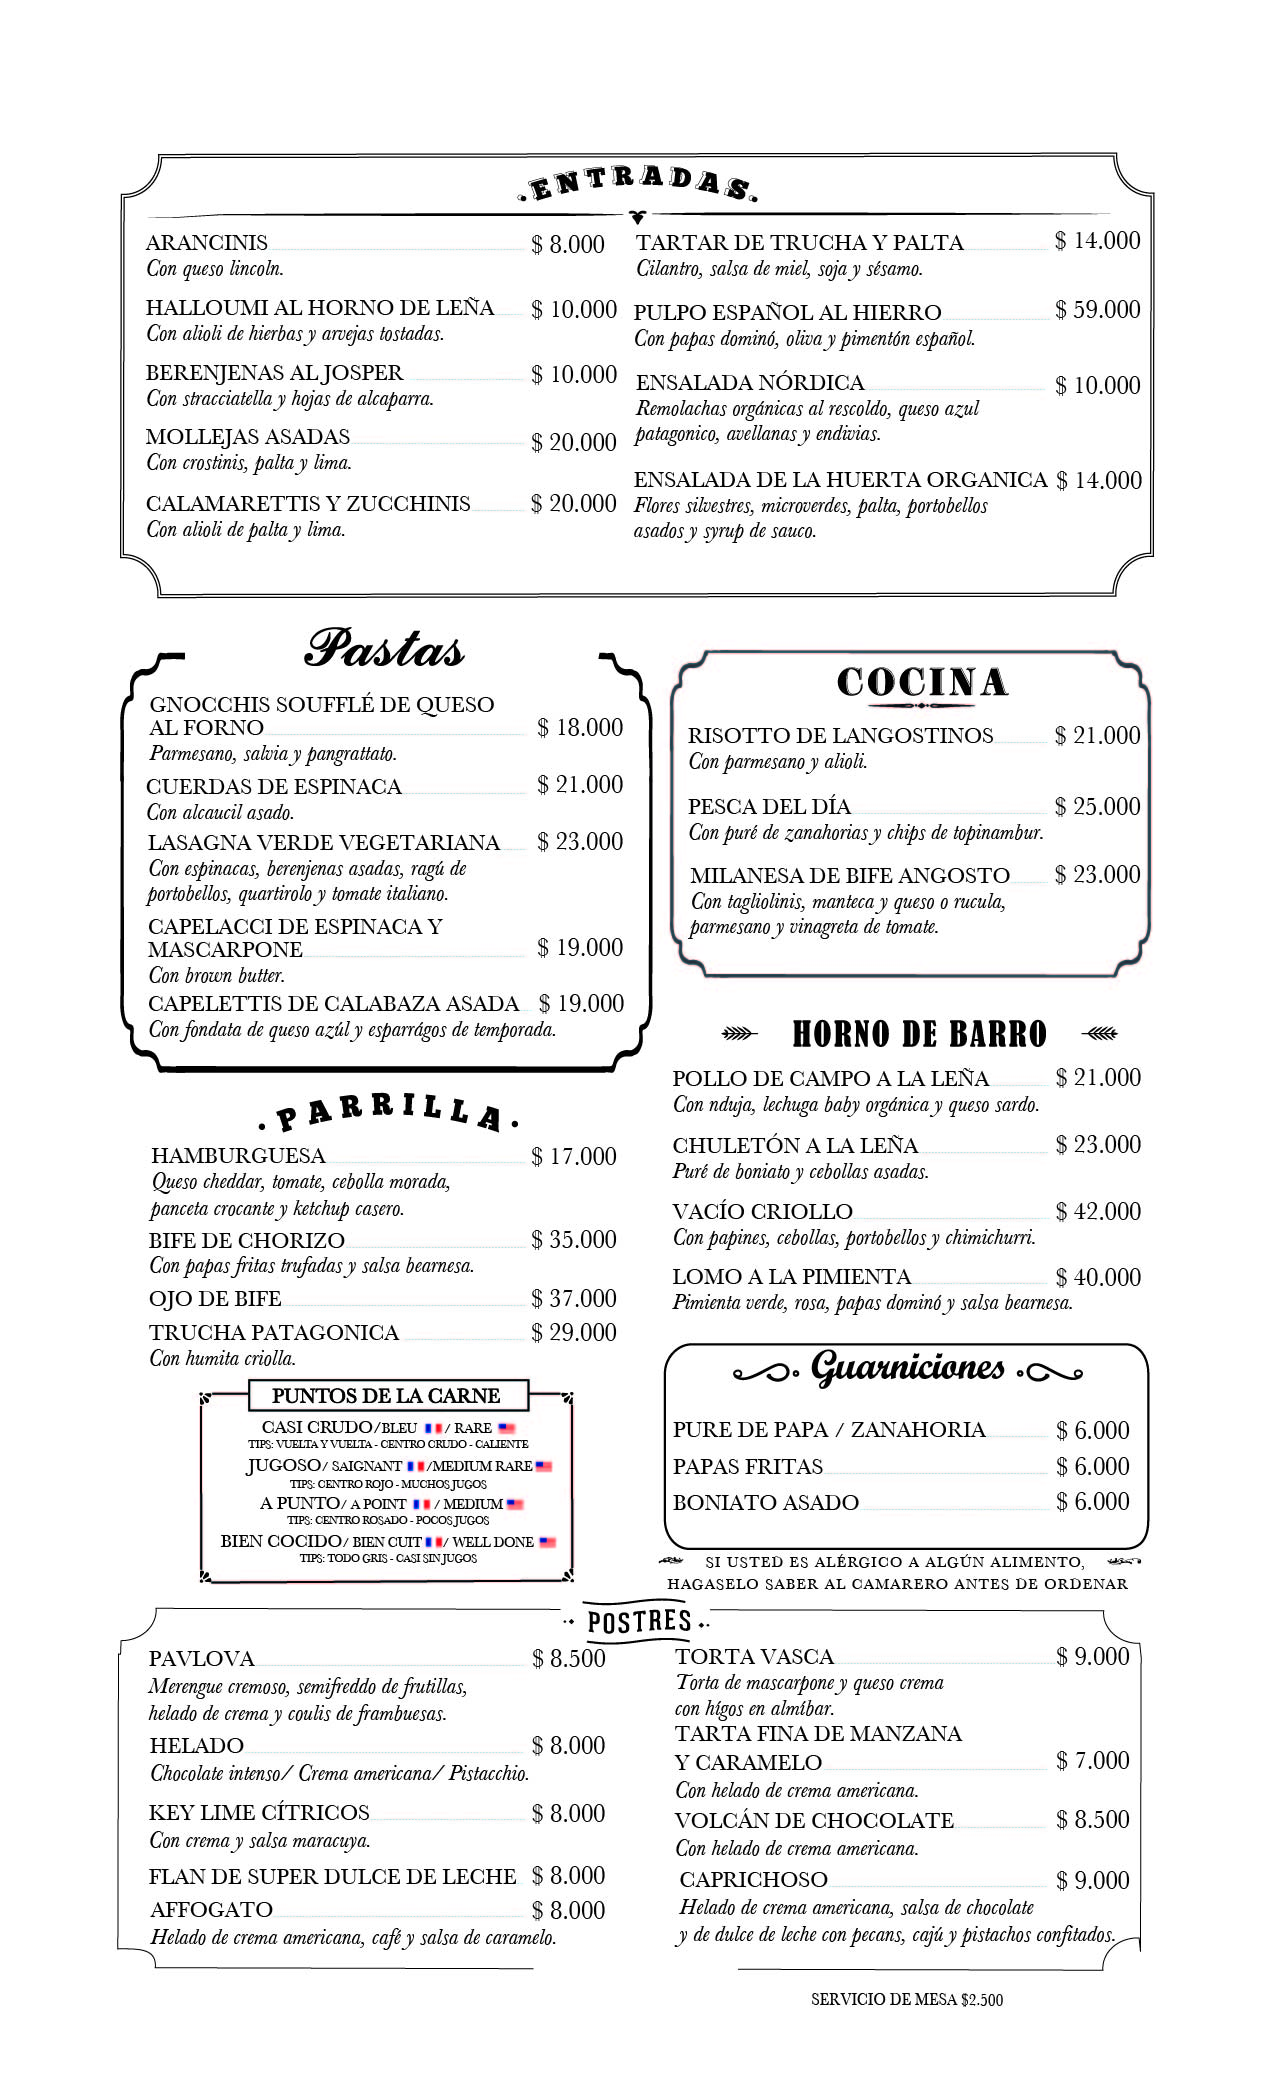 ENTRADAS
ARANCINIS $ 8.000
Con queso lincoln.
HALLOUMI AL HORNO DE LEÑA $ 10.000
Con alioli de hierbas y arvejas tostadas.
BERENJENAS AL JOSPER $ 10.000
Con stracciatella y hojas de alcaparra.
MOLLEJAS ASADAS $ 20.000
Con crostinis, palta y lima.
CALAMARETTIS Y ZUCCHINIS $ 20.000
Con alioli de palta y lima.
TARTAR DE TRUCHA Y PALTA $ 14.000
Cilantro, salsa de miel, soja y sésamo.
PULPO ESPAÑOL AL HIERRO $ 59.000
Con papas dominó, oliva y pimentón español.
ENSALADA NÓRDICA $ 10.000
Remolachas orgánicas al rescoldo, queso azul
patagonico, avellanas y endivias.
ENSALADA DE LA HUERTA ORGANICA $ 14.000
Flores silvestres, microverdes, palta, portobellos
asados y syrup de sauco.
Pastas
GNOCCHIS SOUFFLÉ DE QUESO
AL FORNO $ 18.000
Parmesano, salvia y pangrattato.
CUERDAS DE ESPINACA $ 21.000
Con alcaucil asado.
LASAGNA VERDE VEGETARIANA $ 23.000
Con espinacas, berenjenas asadas, ragú de
portobellos, quartirolo y tomate italiano.
CAPELACCI DE ESPINACA Y
MASCARPONE $ 19.000
Con brown butter.
CAPELETTIS DE CALABAZA ASADA $ 19.000
Con fondata de queso azúl y esparrágos de temporada.
COCINA
RISOTTO DE LANGOSTINOS $ 21.000
Con parmesano y alioli.
PESCA DEL DÍA $ 25.000
Con puré de zanahorias y chips de topinambur.
MILANESA DE BIFE ANGOSTO $ 23.000
Con tagliolinis, manteca y queso o rucula,
parmesano y vinagreta de tomate.
HORNO DE BARRO
POLLO DE CAMPO A LA LEÑA $ 21.000
Con nduja, lechuga baby orgánica y queso sardo.
CHULETÓN A LA LEÑA $ 23.000
Puré de boniato y cebollas asadas.
VACÍO CRIOLLO $ 42.000
Con papines, cebollas, portobellos y chimichurri.
LOMO A LA PIMIENTA $ 40.000
Pimienta verde, rosa, papas dominó y salsa bearnesa.
PARRILLA
HAMBURGUESA $ 17.000
Queso cheddar, tomate, cebolla morada,
panceta crocante y ketchup casero.
BIFE DE CHORIZO $ 35.000
Con papas fritas trufadas y salsa bearnesa.
OJO DE BIFE $ 37.000
TRUCHA PATAGONICA $ 29.000
Con humita criolla.
PUNTOS DE LA CARNE
CASI CRUDO/BLEU / RARE
TIPS: VUELTA Y VUELTA - CENTRO CRUDO - CALIENTE
JUGOSO/ SAIGNANT /MEDIUM RARE
TIPS: CENTRO ROJO - MUCHOS JUGOS
A PUNTO/ A POINT / MEDIUM
TIPS: CENTRO ROSADO - POCOS JUGOS
BIEN COCIDO/ BIEN CUIT / WELL DONE
TIPS: TODO GRIS - CASI SIN JUGOS
Guarniciones
PURE DE PAPA / ZANAHORIA $ 6.000
PAPAS FRITAS $ 6.000
BONIATO ASADO $ 6.000
SI USTED ES ALÉRGICO A ALGÚN ALIMENTO,
HAGASELO SABER AL CAMARERO ANTES DE ORDENAR
POSTRES
PAVLOVA $ 8.500
Merengue cremoso, semifreddo de frutillas,
helado de crema y coulis de frambuesas.
HELADO $ 8.000
Chocolate intenso/ Crema americana/ Pistacchio.
KEY LIME CÍTRICOS $ 8.000
Con crema y salsa maracuya.
FLAN DE SUPER DULCE DE LECHE $ 8.000
AFFOGATO $ 8.000
Helado de crema americana, café y salsa de caramelo.
TORTA VASCA $ 9.000
Torta de mascarpone y queso crema
con hígos en almíbar.
TARTA FINA DE MANZANA
Y CARAMELO $ 7.000
Con helado de crema americana.
VOLCÁN DE CHOCOLATE $ 8.500
Con helado de crema americana.
CAPRICHOSO $ 9.000
Helado de crema americana, salsa de chocolate
y de dulce de leche con pecans, cajú y pistachos confitados.
SERVICIO DE MESA $2.500